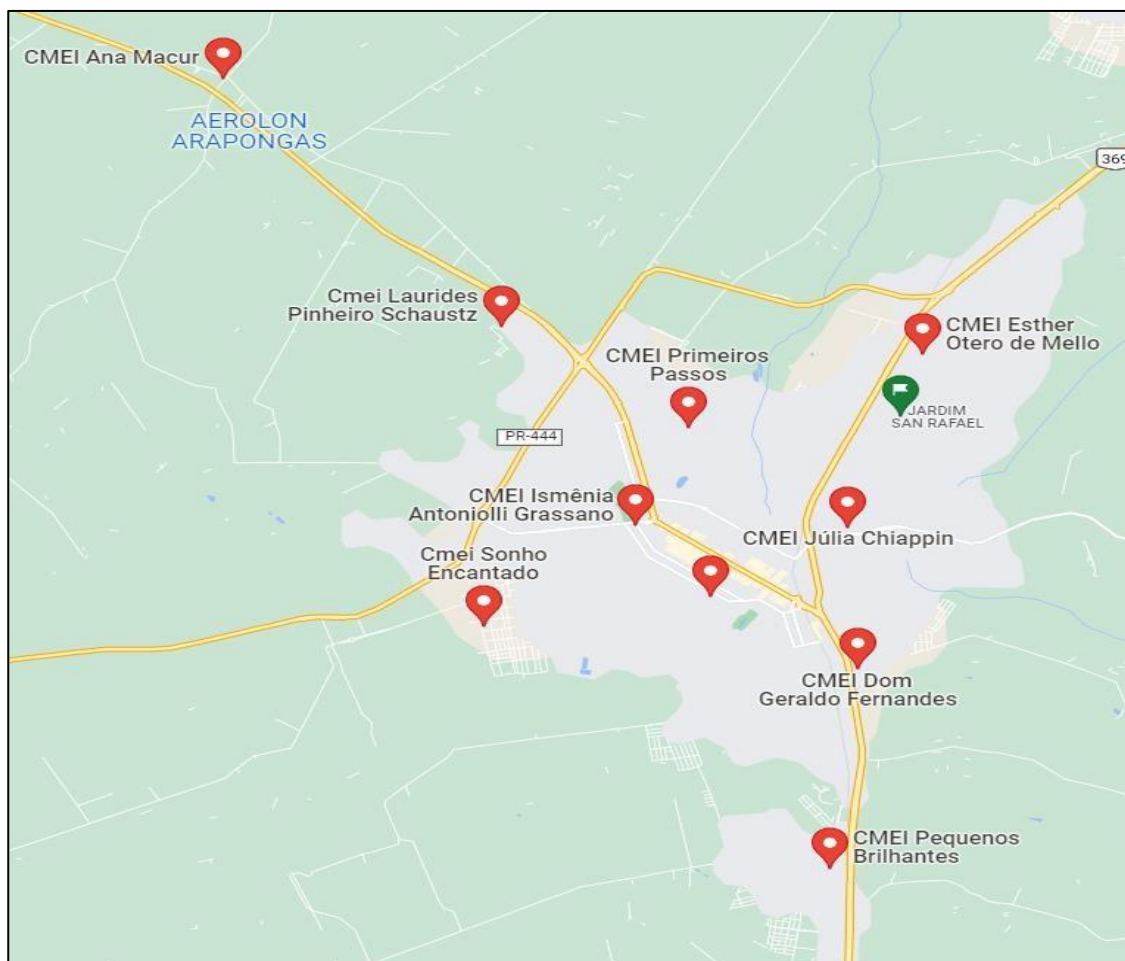 CMEI Ana Macur
AEROLON
ARAPONGAS
369
Cmei Laurides
Pinheiro Schaustz
CMEI Esther
Otero de Mello
CMEI Primeiros
Passos
JARDIM
SAN RAFAEL
PR-444
CMEI Ismênia
Antoniolli Grassano
CMEI Júlia Chiappin
Cmei Sonho
Encantado
CMEI Dom
Geraldo Fernandes
CMEI Pequenos
Brilhantes